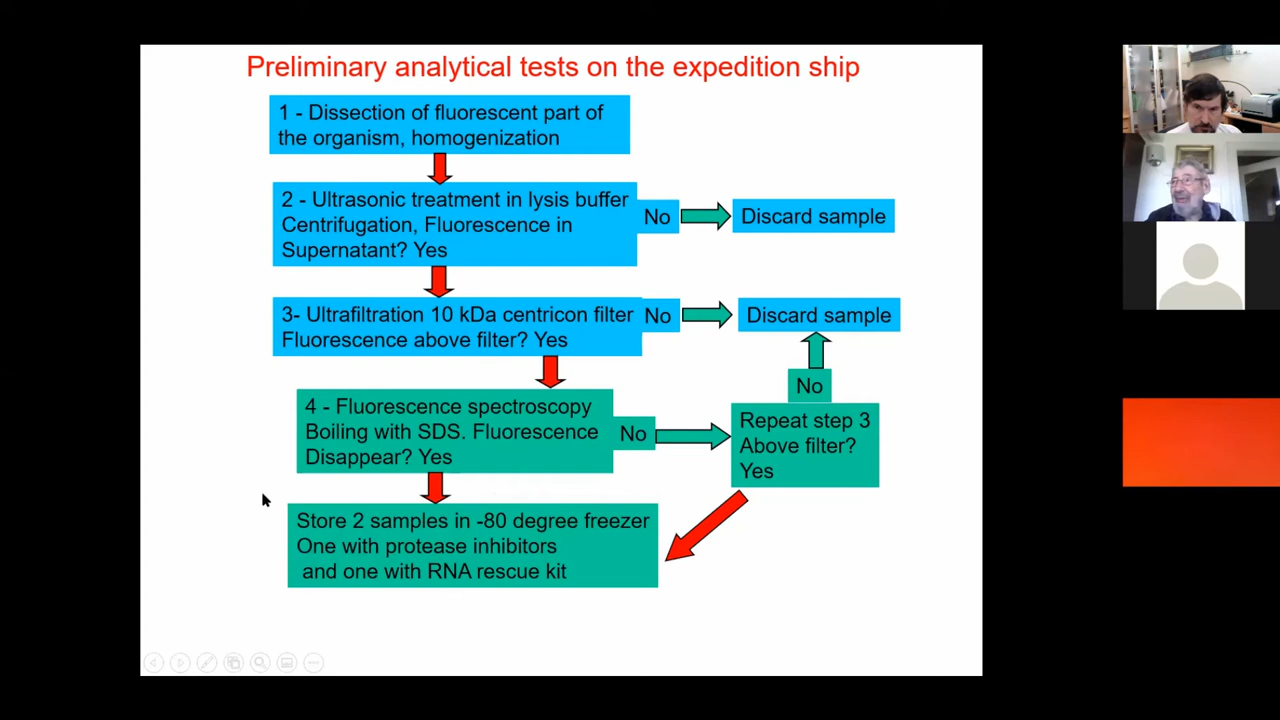 Preliminary analytical tests on the expedition ship
1 - Dissection of fluorescent part of
the organism, homogenization
2 - Ultrasonic treatment in lysis buffer
Centrifugation, Fluorescence in
Supernatant? Yes
No
Discard sample
3- Ultrafiltration 10 kDa centricon filter
Fluorescence above filter? Yes
No
Discard sample
4 - Fluorescence spectroscopy
Boiling with SDS. Fluorescence
Disappear? Yes
No
Repeat step 3
Above filter?
Yes
No
Store 2 samples in -80 degree freezer
One with protease inhibitors
and one with RNA rescue kit